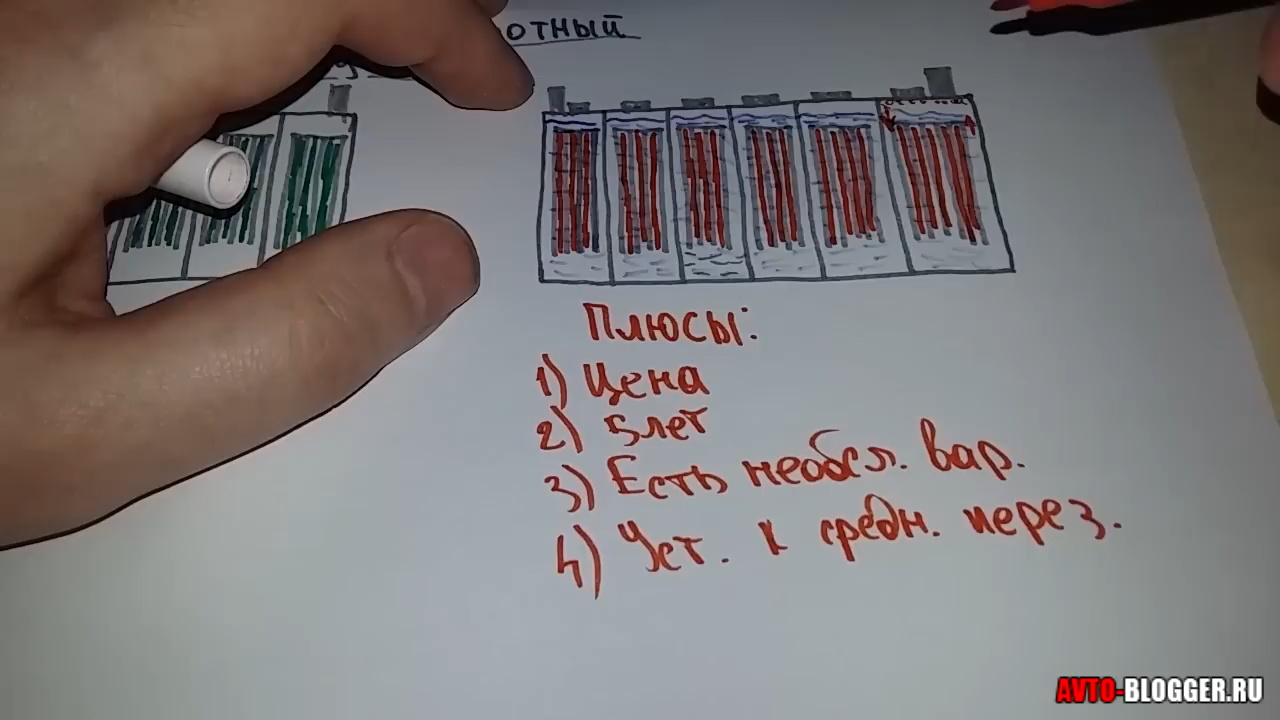 отный
Плюсы:
1) Цена
2) 5 лет
3) Есть необсл. вар.
4) Уст. к средн. перез.
AVTO-BLOGGER.RU